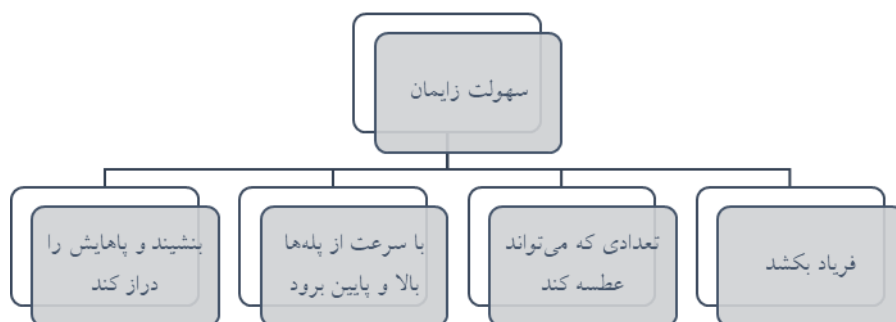 سهولت زایمان
فریاد بکشد
تعدادی که می‌تواند
عطسه کند
با سرعت از پله‌ها
بالا و پایین برود
بنشیند و پاهایش را
دراز کند